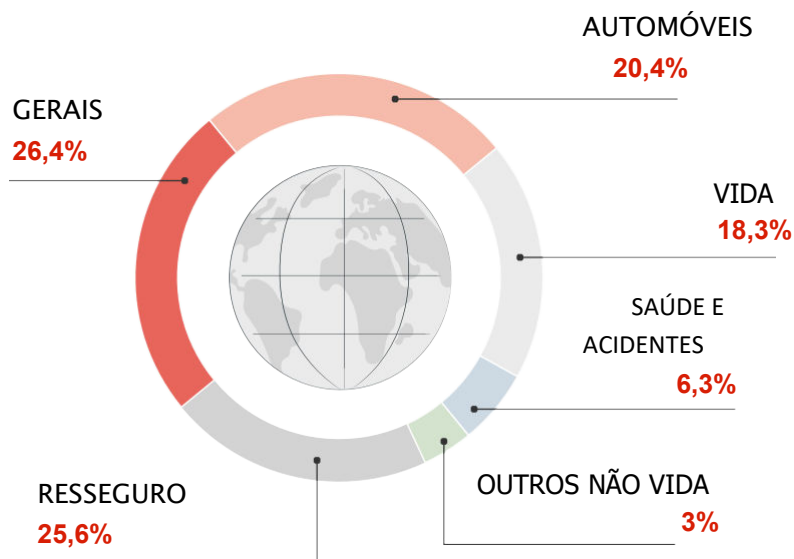 AUTOMÓVEIS
20,4%
GERAIS
26,4%
VIDA
18,3%
SAÚDE E
ACIDENTES
6,3%
OUTROS NÃO VIDA
3%
RESSEGURO
25,6%